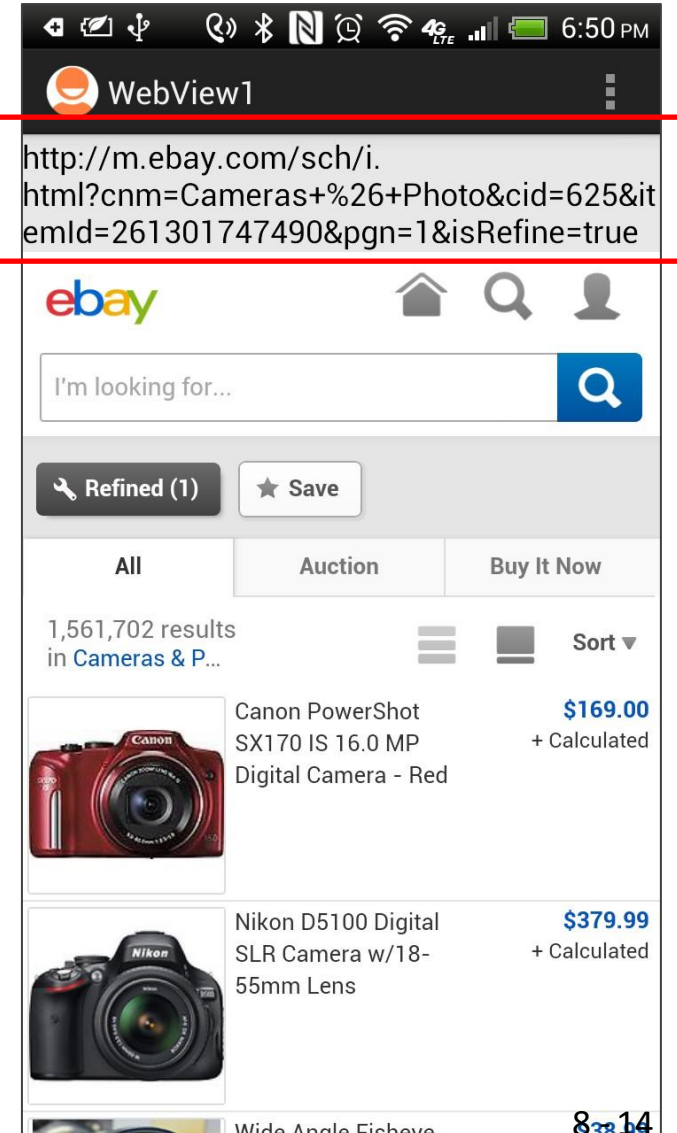 4G LTE 6:50 PM
WebView1
http://m.ebay.com/sch/i.
html?cnm=Cameras+%26+Photo&cid=625&it
emId=261301747490&pgn=1&isRefine=true
ebay
I'm looking for...
Refined (1) Save
All Auction Buy It Now
1,561,702 results
in Cameras & P... Sort
Canon PowerShot $169.00
SX170 IS 16.0 MP + Calculated
Digital Camera - Red
Canon
Nikon D5100 Digital $379.99
SLR Camera w/18- + Calculated
55mm Lens
Nikon
Wide Angle Fisheye
8 - 14